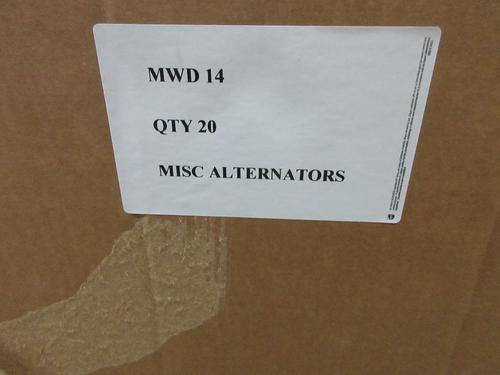 MWD 14
QTY 20
MISC ALTERNATORS